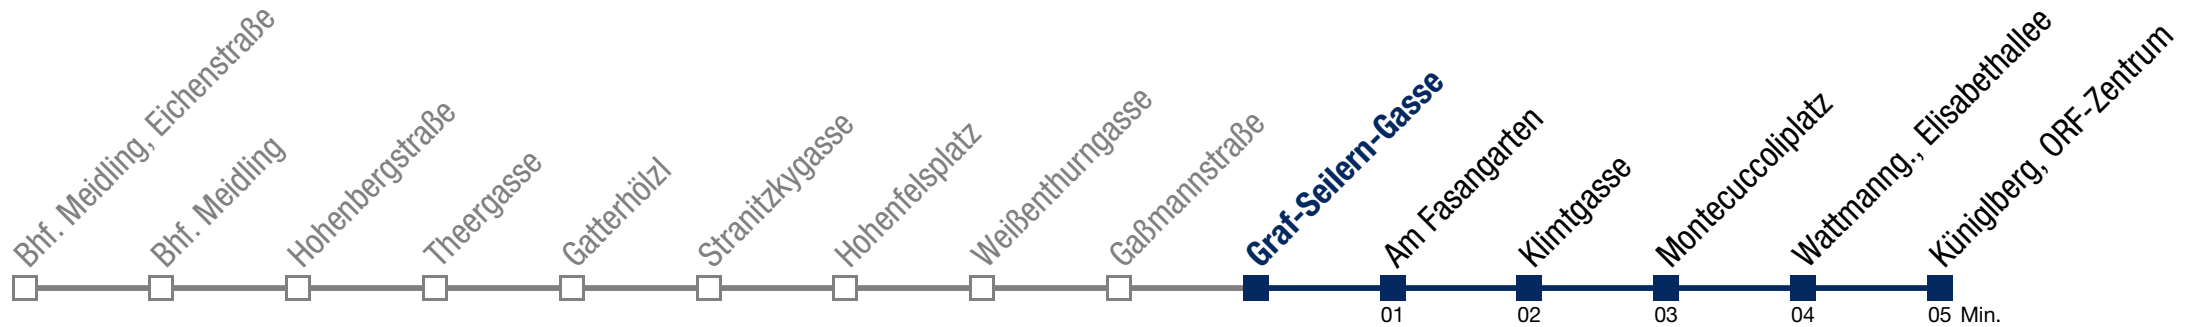 Bhf. Meidling, Eichenstraße
Bhf. Meidling
Hohenbergstraße
Theergasse
Gatterhölzl
Stranitzkygasse
Hohenfelsplatz
Weißenthurngasse
Gaßmannstraße
Graf-Seilern-Gasse
Am Fasangarten
Klimtgasse
Montecuccoliplatz
Wattmanng., Elisabethallee
Küniglberg, ORF-Zentrum
01 02 03 04 05 Min.